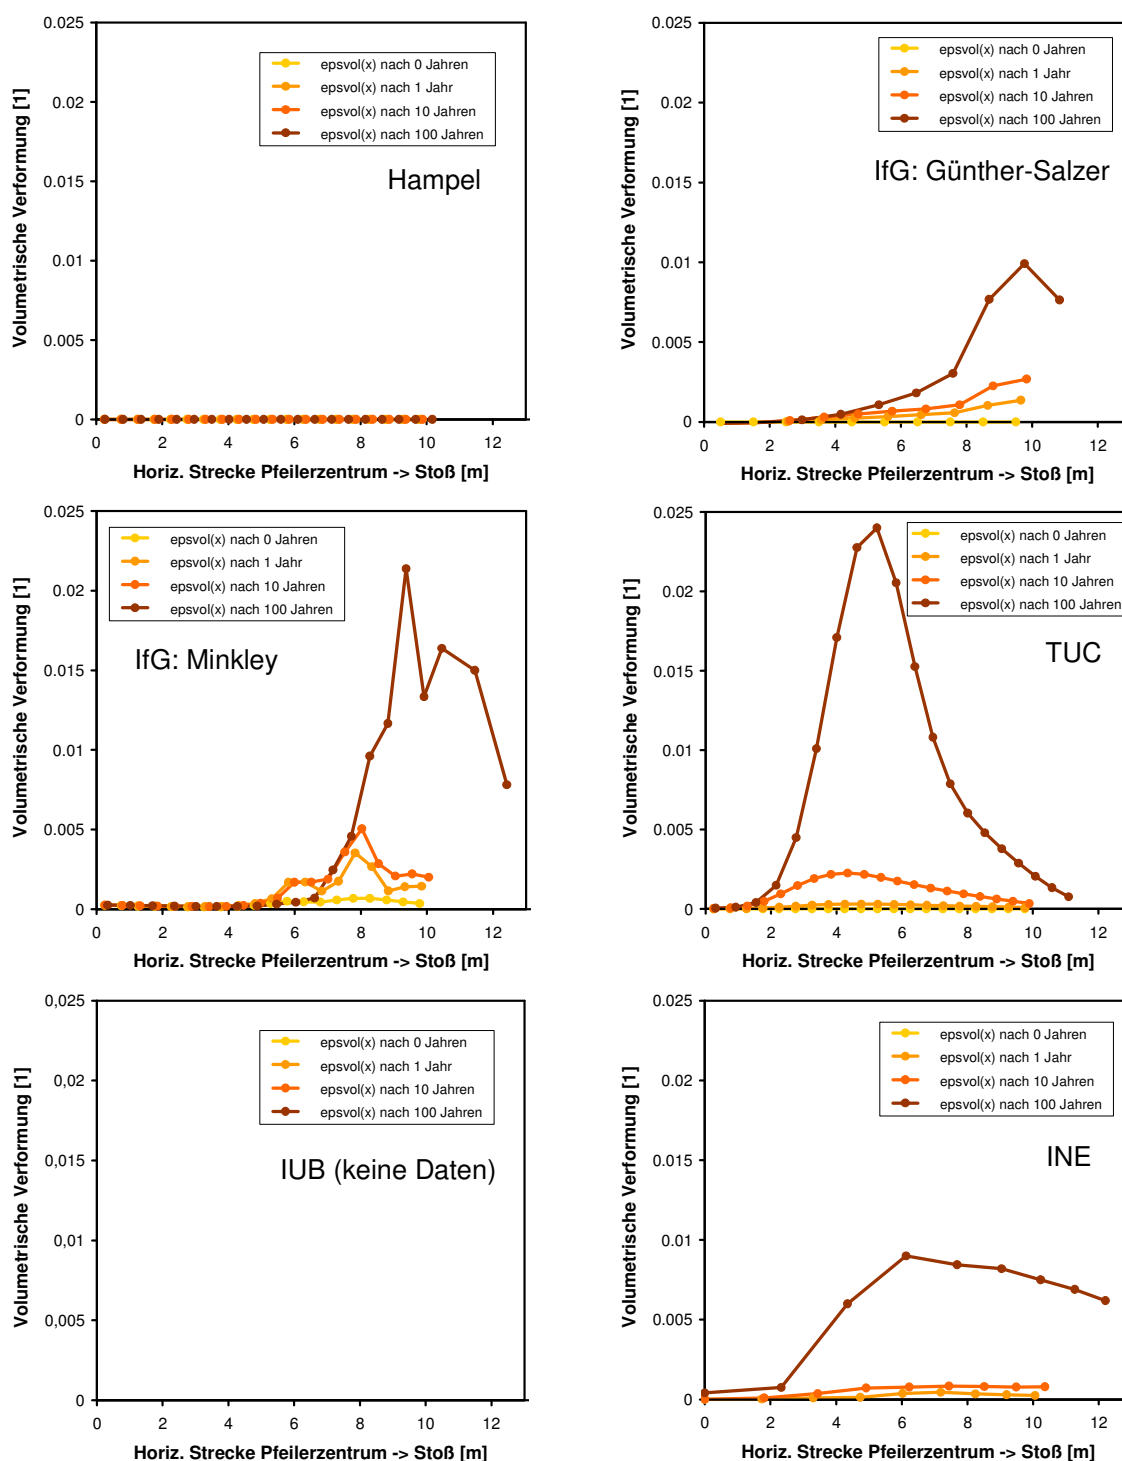 0.025
0.02
0.015
0.01
0.005
0
0 2 4 6 8 10 12
Volumetrische Verformung [1]
Horiz. Strecke Pfeilerzentrum -> Stoß [m]
epsvol(x) nach 0 Jahren
epsvol(x) nach 1 Jahr
epsvol(x) nach 10 Jahren
epsvol(x) nach 100 Jahren
Hampel
0.025
0.02
0.015
0.01
0.005
0
0 2 4 6 8 10 12
Volumetrische Verformung [1]
Horiz. Strecke Pfeilerzentrum -> Stoß [m]
epsvol(x) nach 0 Jahren
epsvol(x) nach 1 Jahr
epsvol(x) nach 10 Jahren
epsvol(x) nach 100 Jahren
IfG: Günther-Salzer
0.025
0.02
0.015
0.01
0.005
0
0 2 4 6 8 10 12
Volumetrische Verformung [1]
Horiz. Strecke Pfeilerzentrum -> Stoß [m]
epsvol(x) nach 0 Jahren
epsvol(x) nach 1 Jahr
epsvol(x) nach 10 Jahren
epsvol(x) nach 100 Jahren
IfG: Minkley
0.025
0.02
0.015
0.01
0.005
0
0 2 4 6 8 10 12
Volumetrische Verformung [1]
Horiz. Strecke Pfeilerzentrum -> Stoß [m]
epsvol(x) nach 0 Jahren
epsvol(x) nach 1 Jahr
epsvol(x) nach 10 Jahren
epsvol(x) nach 100 Jahren
TUC
0,025
0,02
0,015
0,01
0,005
0
0 2 4 6 8 10 12
Volumetrische Verformung [1]
Horiz. Strecke Pfeilerzentrum -> Stoß [m]
epsvol(x) nach 0 Jahren
epsvol(x) nach 1 Jahr
epsvol(x) nach 10 Jahren
epsvol(x) nach 100 Jahren
IUB (keine Daten)
0.025
0.02
0.015
0.01
0.005
0
0 2 4 6 8 10 12
Volumetrische Verformung [1]
Horiz. Strecke Pfeilerzentrum -> Stoß [m]
epsvol(x) nach 0 Jahren
epsvol(x) nach 1 Jahr
epsvol(x) nach 10 Jahren
epsvol(x) nach 100 Jahren
INE